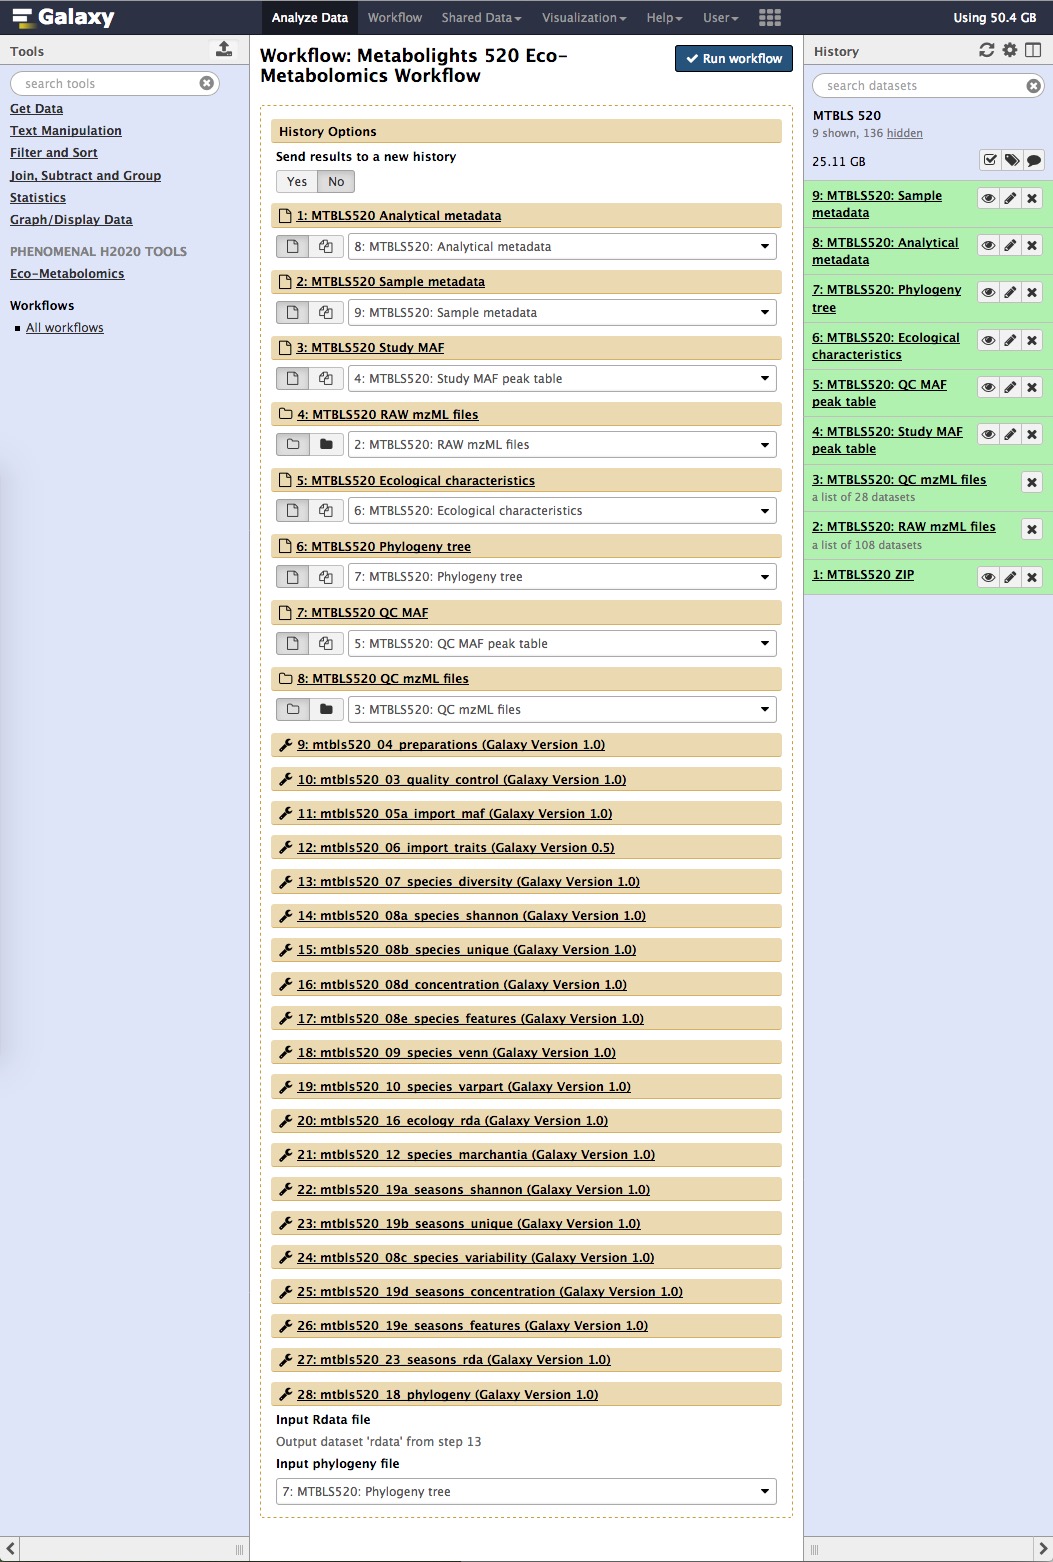 Galaxy
Analyze Data
Workflow
Shared Data
Visualization
Help
User
Using 50.4 GB
Tools
search tools
Get Data
Text Manipulation
Filter and Sort
Join, Subtract and Group
Statistics
Graph/Display Data
PHENOMENAL H2020 TOOLS
Eco-Metabolomics
Workflows
All workflows
Workflow: Metabolights 520 Eco-
Metabolomics Workflow
Run workflow
History Options
Send results to a new history
Yes No
1: MTBLS520 Analytical metadata
8: MTBLS520: Analytical metadata
2: MTBLS520 Sample metadata
9: MTBLS520: Sample metadata
3: MTBLS520 Study MAF
4: MTBLS520: Study MAF peak table
4: MTBLS520 RAW mzML files
2: MTBLS520: RAW mzML files
5: MTBLS520 Ecological characteristics
6: MTBLS520: Ecological characteristics
6: MTBLS520 Phylogeny tree
7: MTBLS520: Phylogeny tree
7: MTBLS520 QC MAF
5: MTBLS520: QC MAF peak table
8: MTBLS520 QC mzML files
3: MTBLS520: QC mzML files
9: mtbls520_04_preparations (Galaxy Version 1.0)
10: mtbls520_03_quality_control (Galaxy Version 1.0)
11: mtbls520_05a_import_maf (Galaxy Version 1.0)
12: mtbls520_06_import_traits (Galaxy Version 0.5)
13: mtbls520_07_species_diversity (Galaxy Version 1.0)
14: mtbls520_08a_species_shannon (Galaxy Version 1.0)
15: mtbls520_08b_species_unique (Galaxy Version 1.0)
16: mtbls520_08d_concentration (Galaxy Version 1.0)
17: mtbls520_08e_species_features (Galaxy Version 1.0)
18: mtbls520_09_species_venn (Galaxy Version 1.0)
19: mtbls520_10_species_varpart (Galaxy Version 1.0)
20: mtbls520_16_ecology_rda (Galaxy Version 1.0)
21: mtbls520_12_species_marchantia (Galaxy Version 1.0)
22: mtbls520_19a_seasons_shannon (Galaxy Version 1.0)
23: mtbls520_19b_seasons_unique (Galaxy Version 1.0)
24: mtbls520_08c_species_variability (Galaxy Version 1.0)
25: mtbls520_19d_seasons_concentration (Galaxy Version 1.0)
26: mtbls520_19e_seasons_features (Galaxy Version 1.0)
27: mtbls520_23_seasons_rda (Galaxy Version 1.0)
28: mtbls520_18_phylogeny (Galaxy Version 1.0)
Input Rdata file
Output dataset 'rdata' from step 13
Input phylogeny file
7: MTBLS520: Phylogeny tree
History
search datasets
MTBLS 520
9 shown, 136 hidden
25.11 GB
9: MTBLS520: Sample
metadata
8: MTBLS520: Analytical
metadata
7: MTBLS520: Phylogeny
tree
6: MTBLS520: Ecological
characteristics
5: MTBLS520: QC MAF
peak table
4: MTBLS520: Study MAF
peak table
3: MTBLS520: QC mzML files
a list of 28 datasets
2: MTBLS520: RAW mzML files
a list of 108 datasets
1: MTBLS520 ZIP